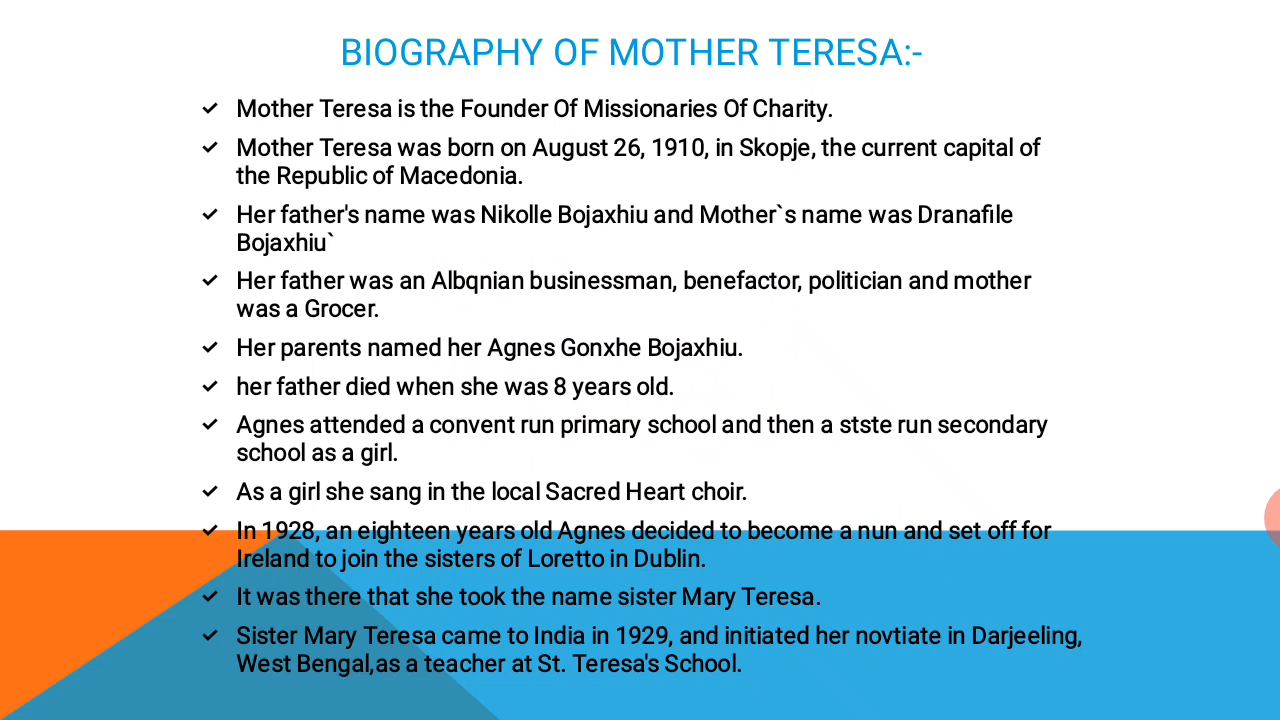 BIOGRAPHY OF MOTHER TERESA:-
✓ Mother Teresa is the Founder Of Missionaries Of Charity.
✓ Mother Teresa was born on August 26, 1910, in Skopje, the current capital of
the Republic of Macedonia.
✓ Her father's name was Nikolle Bojaxhiu and Mother`s name was Dranafile
Bojaxhiu`
✓ Her father was an Albqnian businessman, benefactor, politician and mother
was a Grocer.
✓ Her parents named her Agnes Gonxhe Bojaxhiu.
✓ her father died when she was 8 years old.
✓ Agnes attended a convent run primary school and then a stste run secondary
school as a girl.
✓ As a girl she sang in the local Sacred Heart choir.
✓ In 1928, an eighteen years old Agnes decided to become a nun and set off for
Ireland to join the sisters of Loretto in Dublin.
✓ It was there that she took the name sister Mary Teresa.
✓ Sister Mary Teresa came to India in 1929, and initiated her novtiate in Darjeeling,
West Bengal,as a teacher at St. Teresa's School.